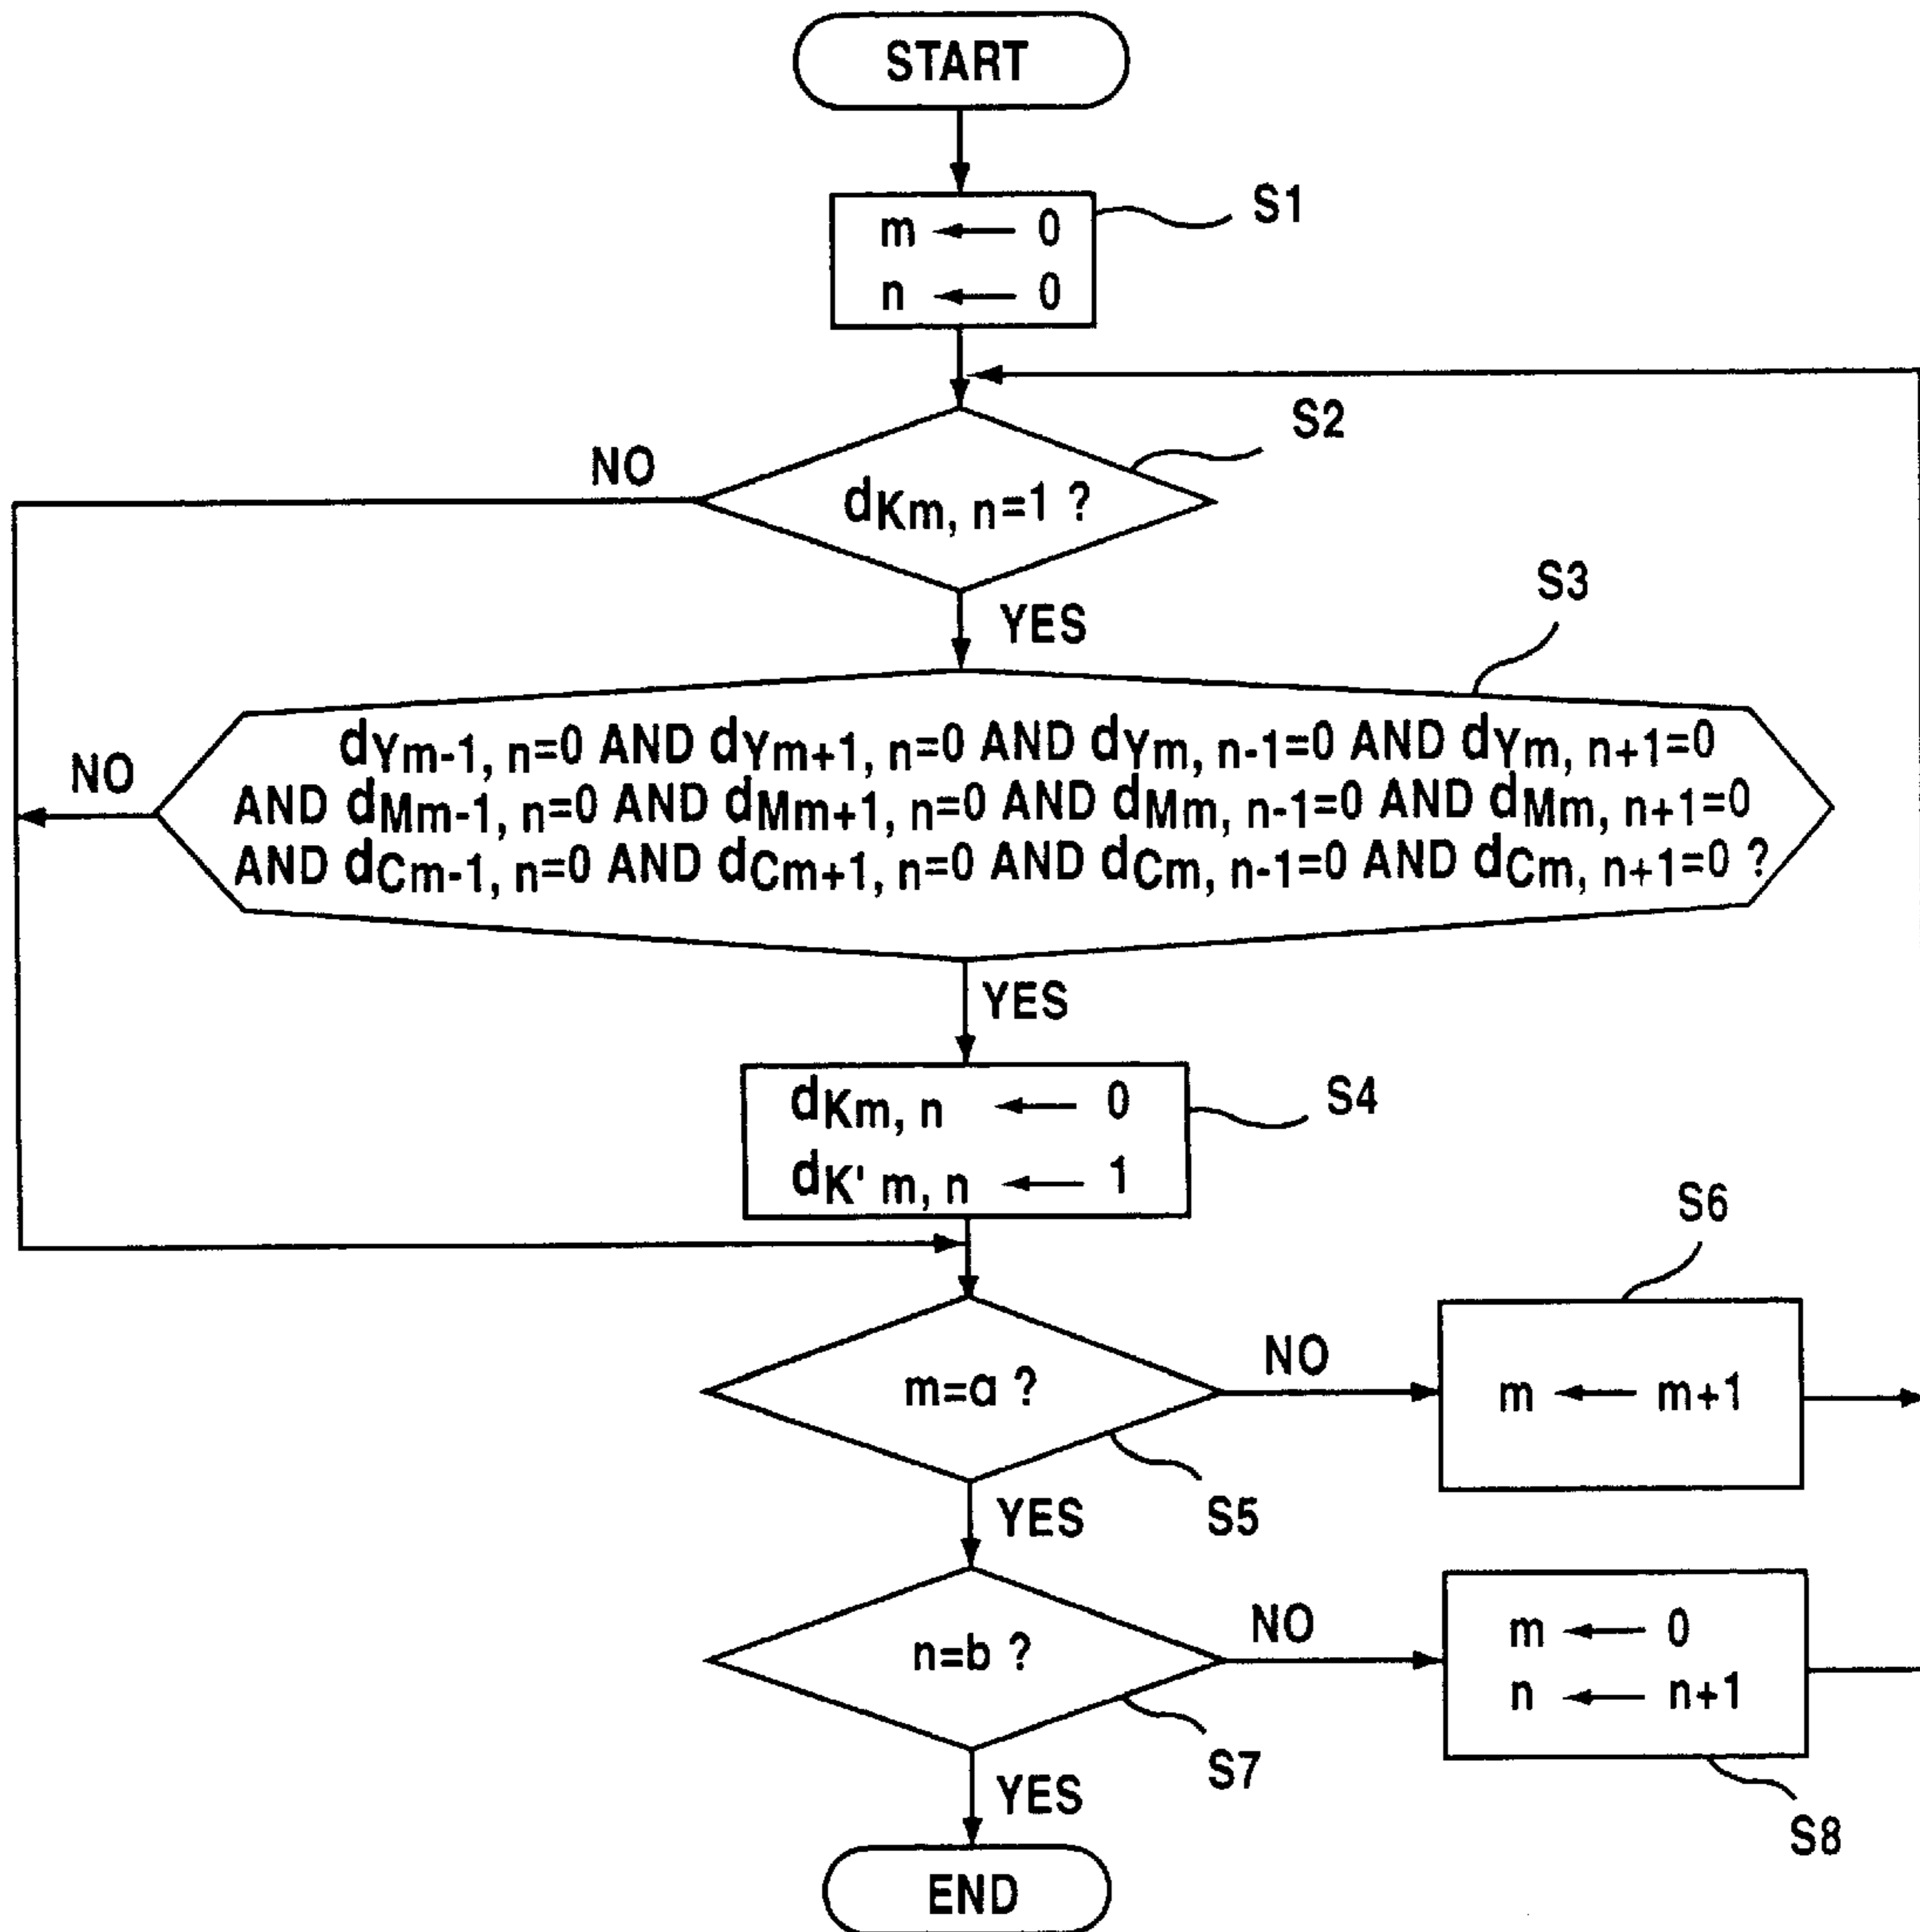 START
S1
m ← 0
n ← 0
S2
NO
dKm, n=1 ?
S3
YES
dYm-1, n=0 AND dYm+1, n=0 AND dYm, n-1=0 AND dYm, n+1=0
NO
AND dMm-1, n=0 AND dMm+1, n=0 AND dMm, n-1=0 AND dMm, n+1=0
AND dCm-1, n=0 AND dCm+1, n=0 AND dCm, n-1=0 AND dCm, n+1=0 ?
YES
S4
dKm, n ← 0
dK' m, n ← 1
S6
NO
m=a ?
m ← m+1
S5
YES
NO
n=b ?
m ← 0
n ← n+1
S7
YES
S8
END